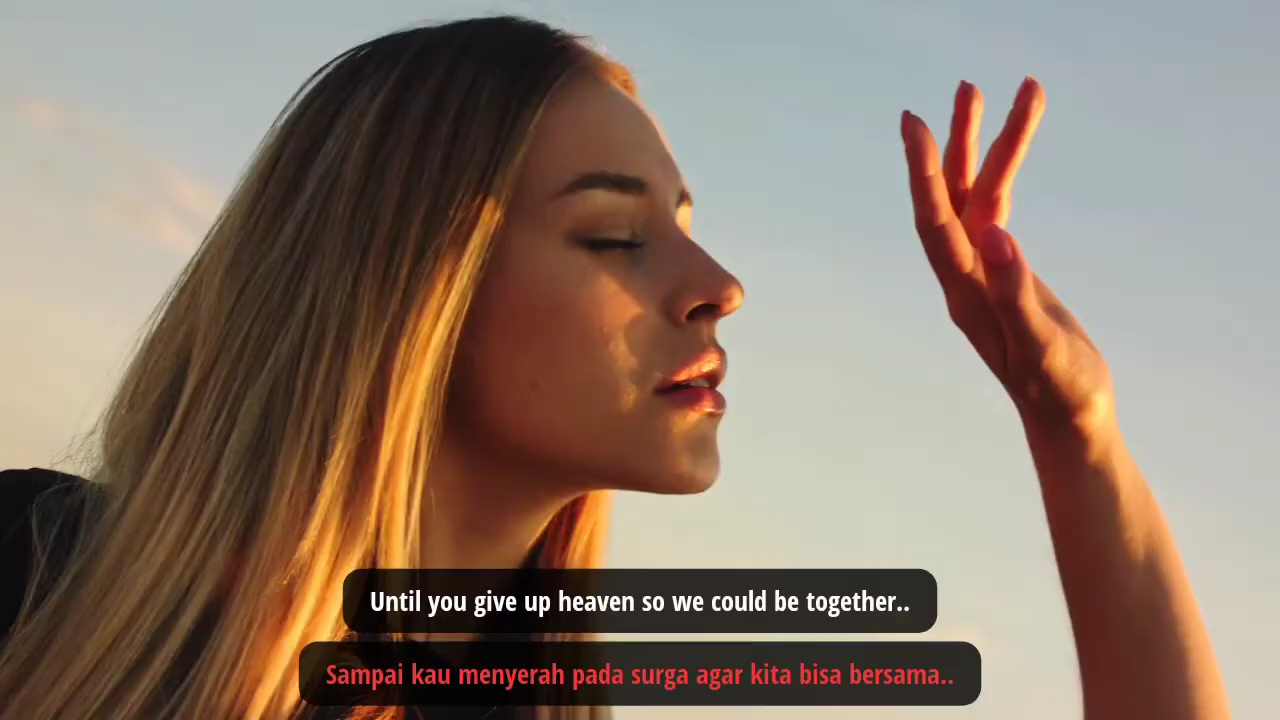 Until you give up heaven so we could be together..
Sampai kau menyerah pada surga agar kita bisa bersama..